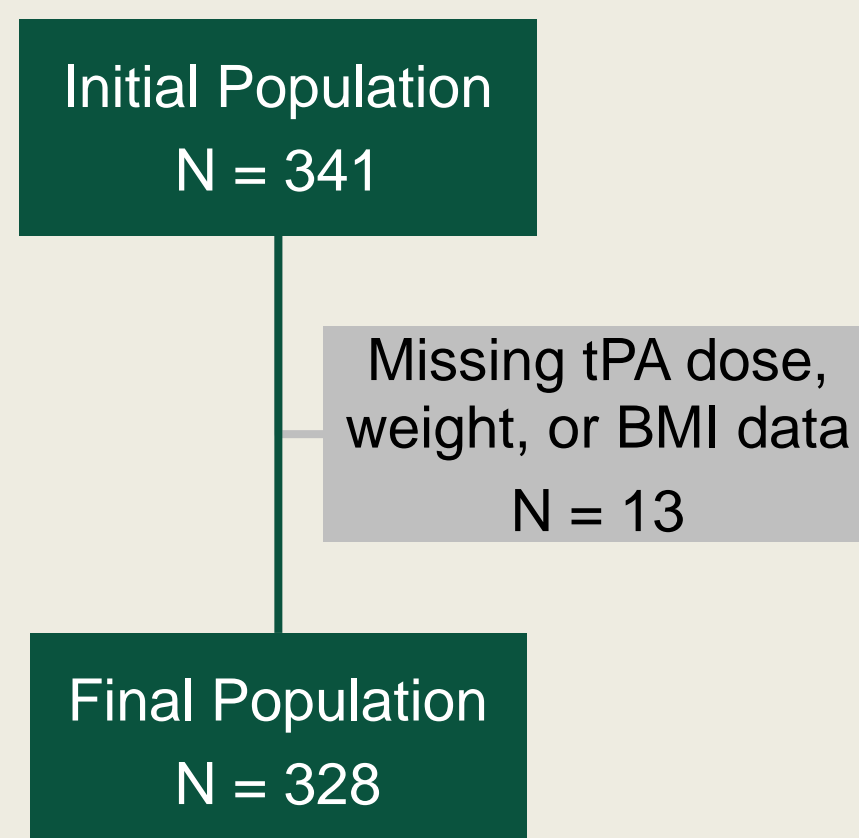 Initial Population
N = 341
Missing tPA dose,
weight, or BMI data
N = 13
Final Population
N = 328